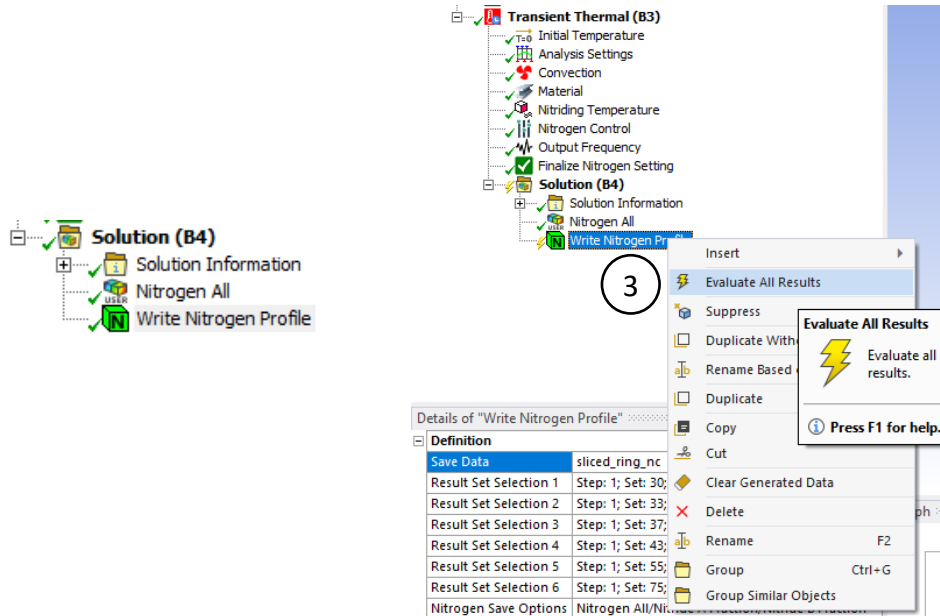 Solution (B4)
Solution Information
Nitrogen All
Write Nitrogen Profile
Transient Thermal (B3)
T=0 Initial Temperature
Analysis Settings
Convection
Material
Nitriding Temperature
Nitrogen Control
Output Frequency
Finalize Nitrogen Setting
Solution (B4)
Solution Information
USER Nitrogen All
Write Nitrogen
3
Insert
Evaluate All Results
Suppress
Duplicate
Rename Based
Duplicate
Copy
Cut
Clear Generated Data
Delete
Rename F2
Group Ctrl+G
Group Similar Objects
Evaluate All Results
Evaluate all
results.
Press F1 for help.
Details of "Write Nitrogen Profile"
Definition
Save Data sliced_ring_nc
Result Set Selection 1 Step: 1; Set: 30;
Result Set Selection 2 Step: 1; Set: 33;
Result Set Selection 3 Step: 1; Set: 37;
Result Set Selection 4 Step: 1; Set: 43;
Result Set Selection 5 Step: 1; Set: 55;
Result Set Selection 6 Step: 1; Set: 75;
Nitrogen Save Options Nitrogen All